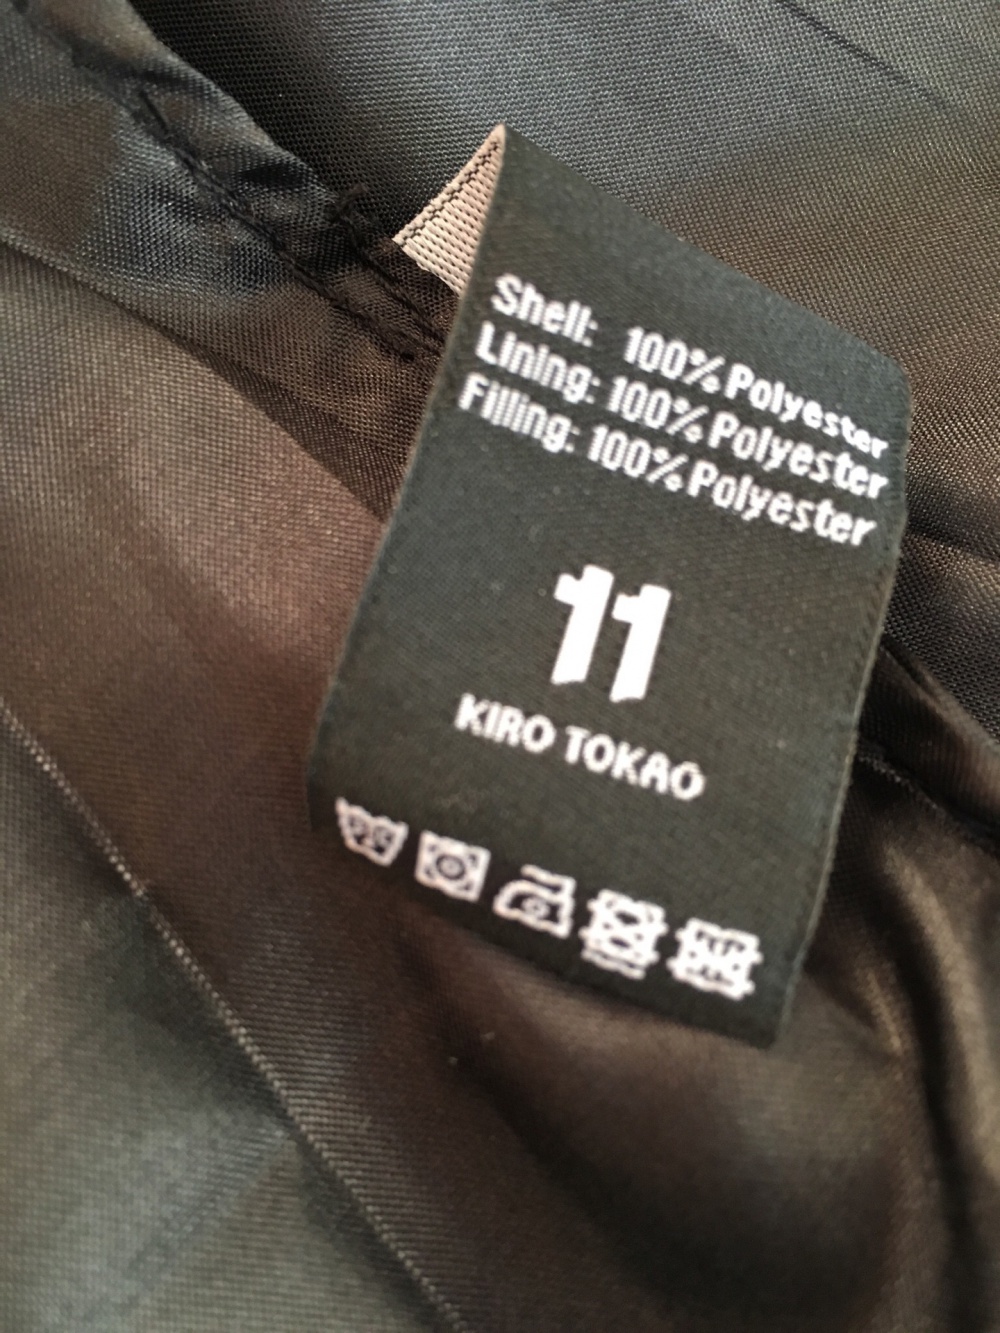 Shell: 100% Polyester
Lining: 100% Polyester
Filling: 100% Polyester
11
KIRO TOKAO